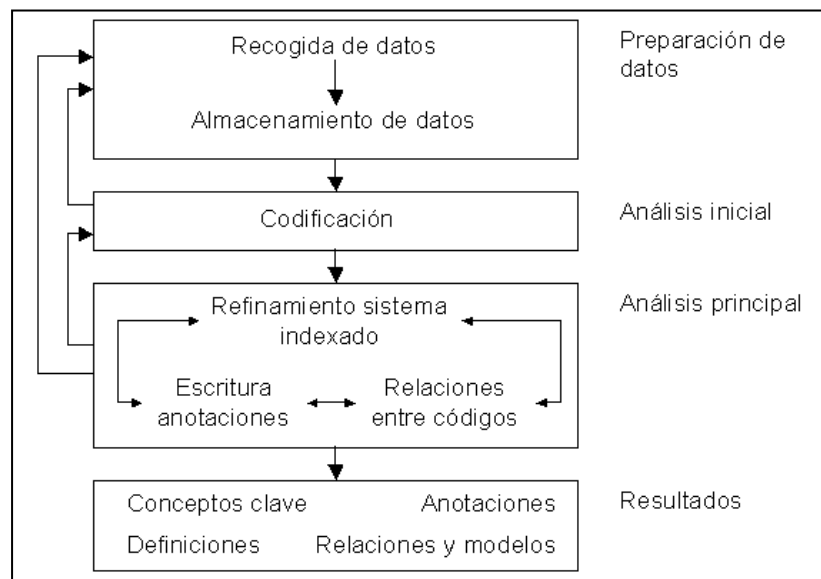 Recogida de datos
Preparación de
datos
Almacenamiento de datos
Codificación
Análisis inicial
Refinamiento sistema
indexado
Análisis principal
Escritura
anotaciones
Relaciones
entre códigos
Conceptos clave
Anotaciones
Resultados
Definiciones
Relaciones y modelos